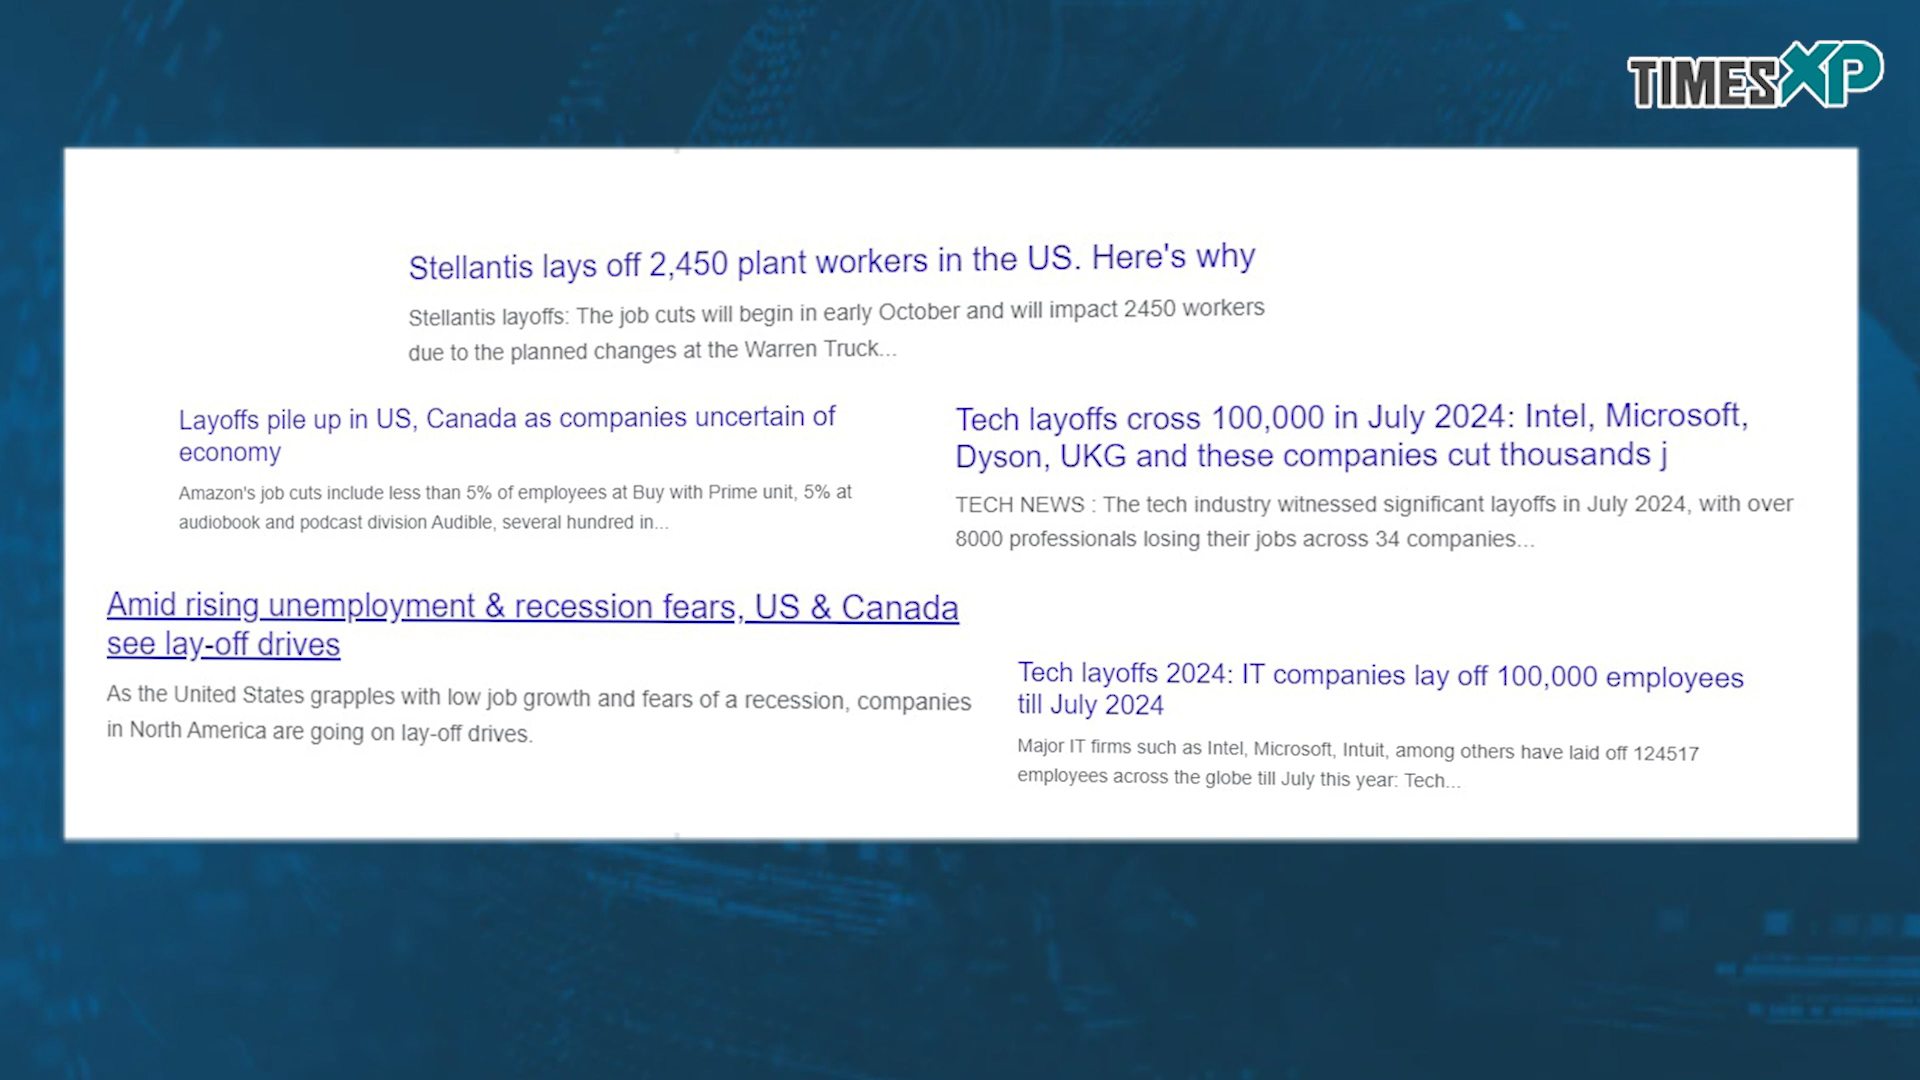 TIMESXP
Stellantis lays off 2,450 plant workers in the US. Here's why
Stellantis layoffs: The job cuts will begin in early October and will impact 2450 workers
due to the planned changes at the Warren Truck...
Layoffs pile up in US, Canada as companies uncertain of
economy
Amazon's job cuts include less than 5% of employees at Buy with Prime unit, 5% at
audiobook and podcast division Audible, several hundred in...
Tech layoffs cross 100,000 in July 2024: Intel, Microsoft,
Dyson, UKG and these companies cut thousands j
TECH NEWS : The tech industry witnessed significant layoffs in July 2024, with over
8000 professionals losing their jobs across 34 companies...
Amid rising unemployment & recession fears, US & Canada
see lay-off drives
As the United States grapples with low job growth and fears of a recession, companies
in North America are going on lay-off drives.
Tech layoffs 2024: IT companies lay off 100,000 employees
till July 2024
Major IT firms such as Intel, Microsoft, Intuit, among others have laid off 124517
employees across the globe till July this year: Tech...